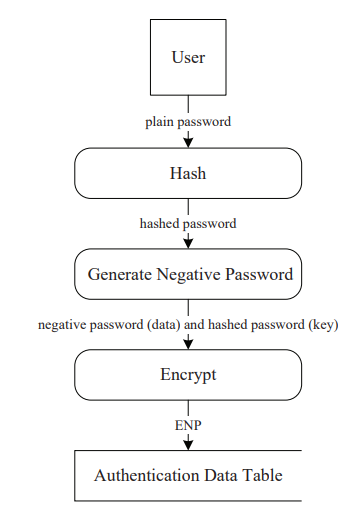 User
plain password
Hash
hashed password
Generate Negative Password
negative password (data) and hashed password (key)
Encrypt
ENP
Authentication Data Table